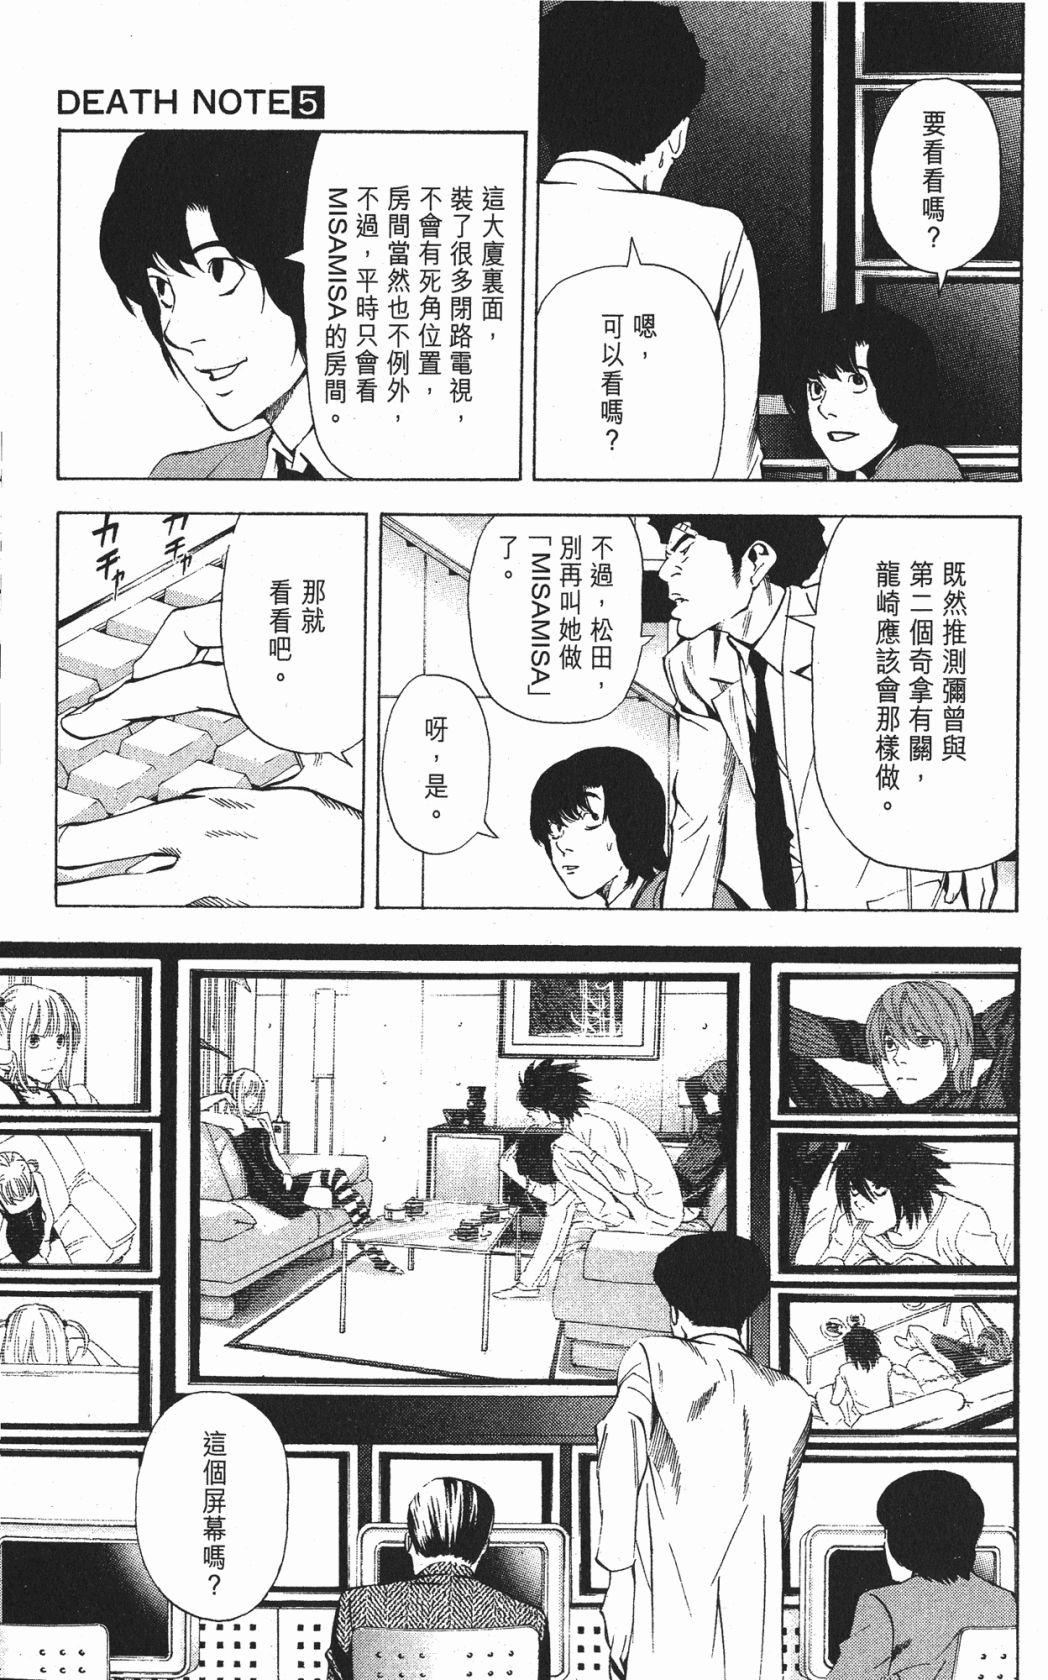 DEATH NOTE 5
要看看嗎？
嗯，
可以看嗎？
這大廈裏面，
裝了很多閉路電視，
不會有死角位置，
房間當然也不例外，
不過，平時只會看
MISAMISA的房間。
既然推測彌曾與
第二個奇拿有關，
龍崎應該會那樣做。
不過，松田，
別再叫她做
「MISAMISA」
了。
呀，是。
那就
看看吧。
カチャ
カチャ
這個屏幕嗎？